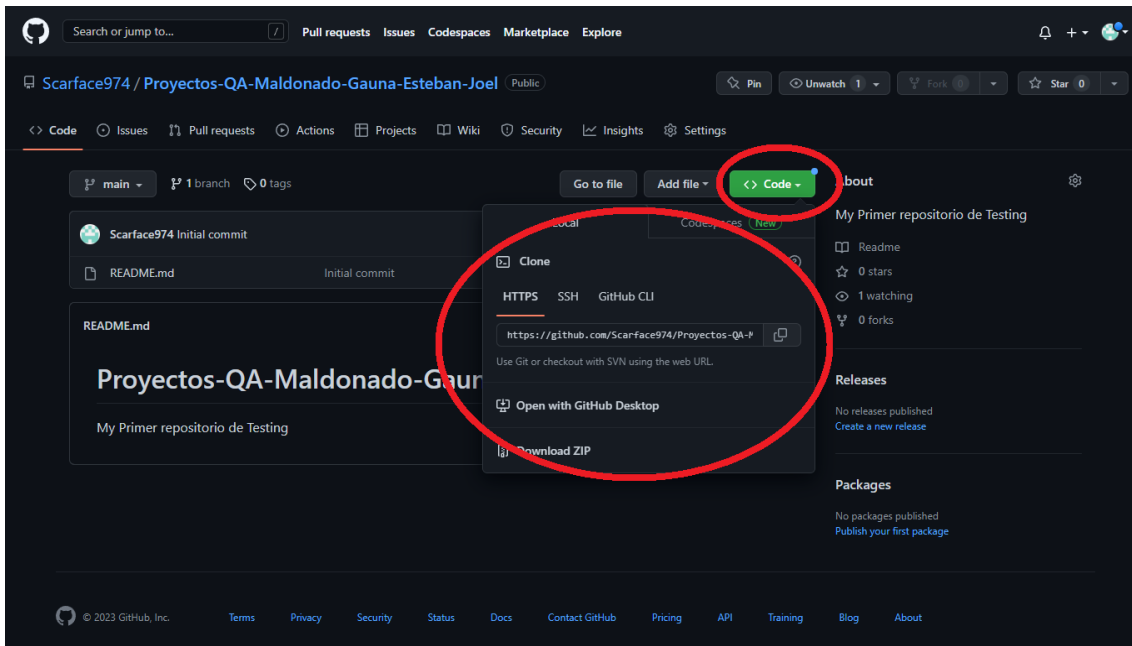 Search or jump to... / Pull requests Issues Codespaces Marketplace Explore
Scarface974 / Proyectos-QA-Maldonado-Gauna-Esteban-Joel Public Pin Unwatch 1 Fork 0 Star 0
Code Issues Pull requests Actions Projects Wiki Security Insights Settings
main 1 branch 0 tags Go to file Add file Code About
My Primer repositorio de Testing
Scarface974 Initial commit Local Codespaces New
Readme
README.md Initial commit Clone
0 stars
HTTPS SSH GitHub CLI
1 watching
0 forks
README.md
https://github.com/Scarface974/Proyectos-QA-M
Use Git or checkout with SVN using the web URL.
Proyectos-QA-Maldonado-Gaun
Releases
My Primer repositorio de Testing
Open with GitHub Desktop
No releases published
Create a new release
Download ZIP
Packages
No packages published
Publish your first package
© 2023 GitHub, Inc. Terms Privacy Security Status Docs Contact GitHub Pricing API Training Blog About